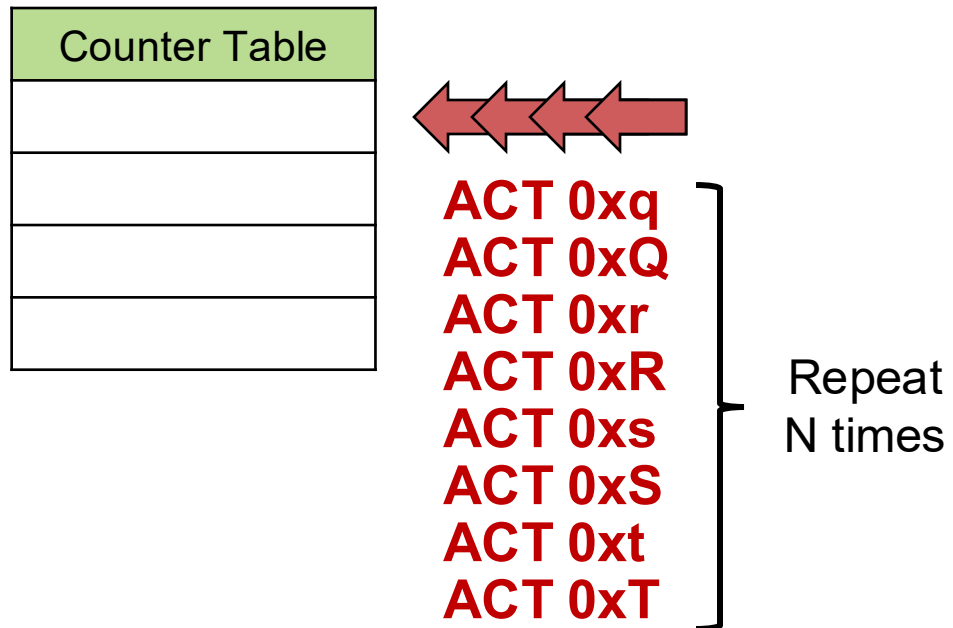 Counter Table
ACT 0xq
ACT 0xQ
ACT 0xr
ACT 0xR
ACT 0xs
ACT 0xS
ACT 0xt
ACT 0xT
Repeat
N times